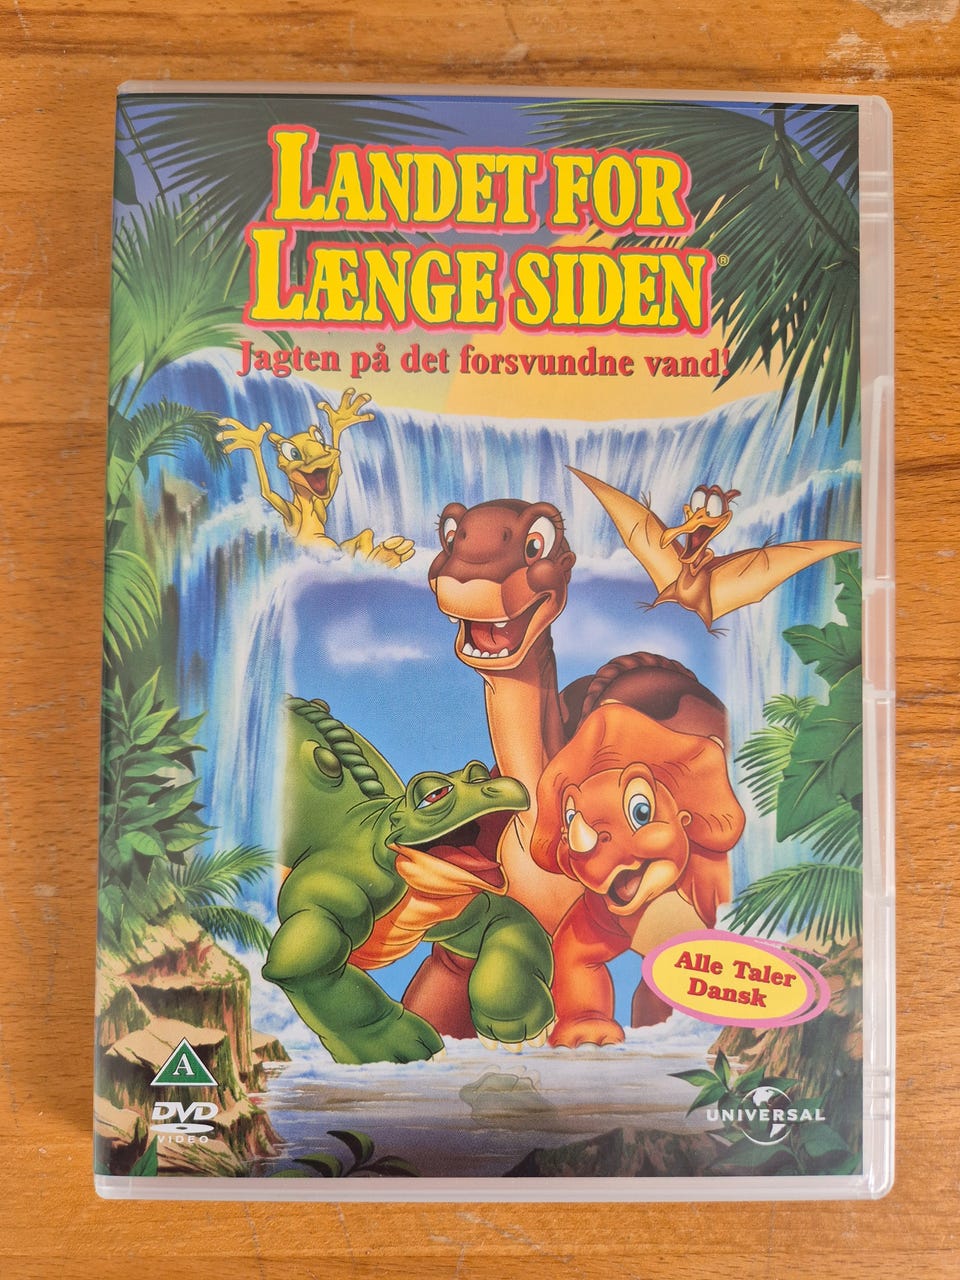 LANDET FOR
LÆNGE SIDEN®
Jagten på det forsvundne vand!
Alle Taler
Dansk
A
DVD
VIDEO
UNIVERSAL